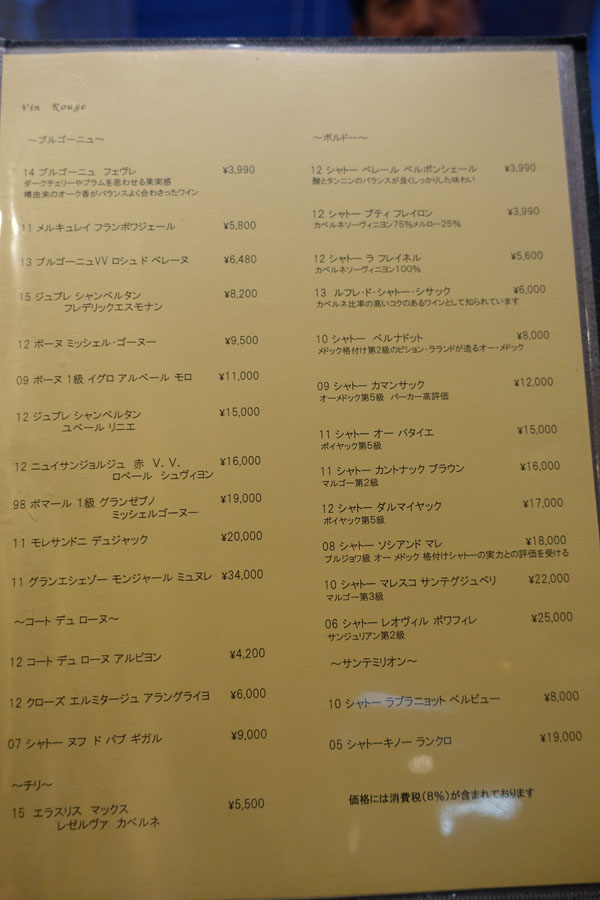 Vin Rouge
～ブルゴーニュ～
14 ブルゴーニュ フェヴレ ¥3,990
ダークチェリーやプラムを思わせる果実感
樽由来のオーク香がバランスよく合わさったワイン
11 メルキュレイ フランボワジェール ¥5,800
13 ブルゴーニュVV ロシュド ベレーヌ ¥6,480
15 ジュブレ シャンベルタン ¥8,200
フレデリックエスモナン
12 ボーヌ ミッシェル・ゴーヌー ¥9,500
09 ボーヌ 1級 イグロ アルベール モロ ¥11,000
12 ジュブレ シャンベルタン ¥15,000
ユベール リニエ
12 ニュイサンジョルジュ 赤 V.V. ¥16,000
ロベール シュヴィヨン
98 ポマール 1級 グランゼブノ ¥19,000
ミッシェルゴーヌー
11 モレサンドニ デュジャック ¥20,000
11 グランエシェゾー モンジャール ミュヌレ ¥34,000
～コート デュ ローヌ～
12 コート デュ ローヌ アルビヨン ¥4,200
12 クローズ エルミタージュ アラングライヨ ¥6,000
07 シャトー ヌフ ド パプ ギガル ¥9,000
～チリ～
15 エラスリス マックス ¥5,500
レゼルヴァ カベルネ
～ボルドー～
12 シャトー ベレール ベルポンシェール ¥3,990
酸とタンニンのバランスが良くしっかりした味わい
12 シャトー プティ フレイロン ¥3,990
カベルネソーヴィニヨン75%メルロー25%
12 シャトー ラ フレイネル ¥5,600
カベルネソーヴィニヨン100%
13 ルフレ・ド・シャトー・シサック ¥6,000
カベルネ比率の高いコクのあるワインとして知られています
10 シャトー ベルナドット ¥8,000
メドック格付け第2級のピション・ラランドが造るオー・メドック
09 シャトー カマンサック ¥12,000
オーメドック第5級 パーカー高評価
11 シャトー オー バタイエ ¥15,000
ポイヤック第5級
11 シャトー カントナック ブラウン ¥16,000
マルゴー第2級
12 シャトー ダルマイヤック ¥17,000
ポイヤック第5級
08 シャトー ソシアンド マレ ¥18,000
ブルジョワ級 オー メドック 格付けシャトーの実力との評価を受ける
10 シャトー マレスコ サンテグジュペリ ¥22,000
マルゴー第3級
06 シャトー レオヴィル ポワフィレ ¥25,000
サンジュリアン第2級
～サンテミリオン～
10 シャトー ラブラニョット ベルビュー ¥8,000
05 シャトーキノー ランクロ ¥19,000
価格には消費税(8%)が含まれております